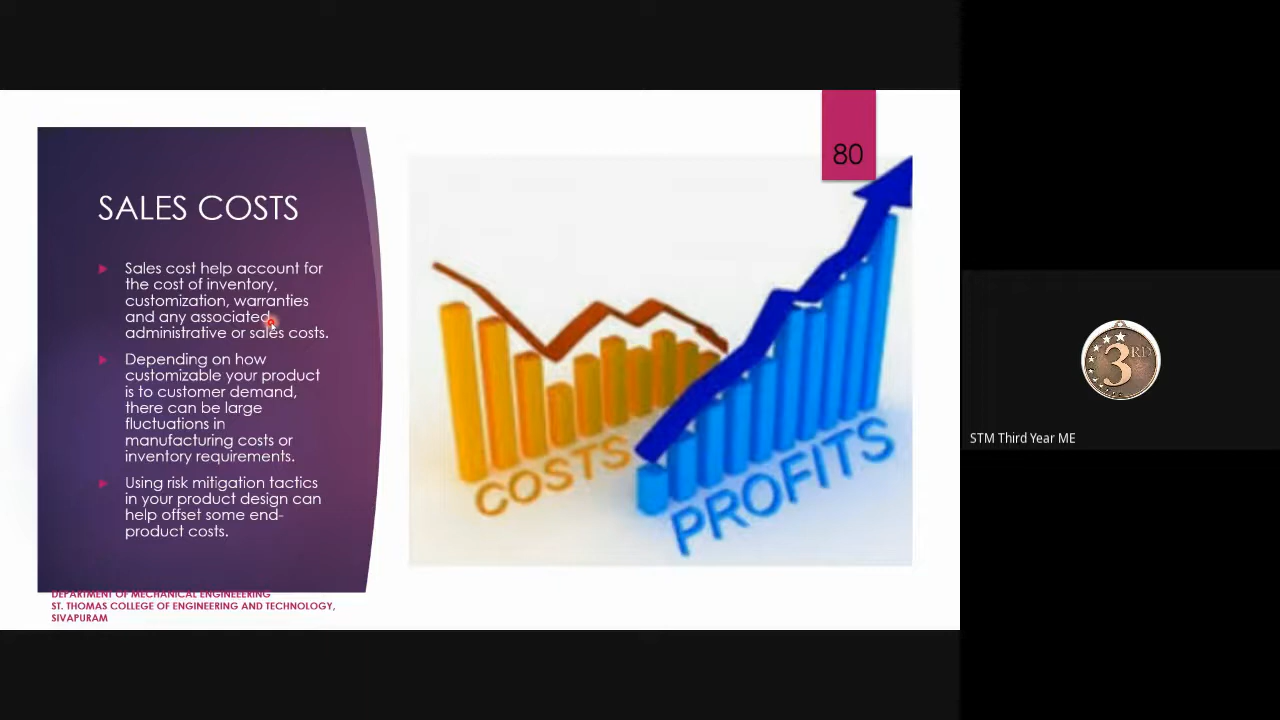 80
SALES COSTS
Sales cost help account for
the cost of inventory,
customization, warranties
and any associated
administrative or sales costs.
Depending on how
customizable your product
is to customer demand,
there can be large
fluctuations in
manufacturing costs or
inventory requirements.
Using risk mitigation tactics
in your product design can
help offset some end-
product costs.
COSTS
PROFITS
DEPARTMENT OF MECHANICAL ENGINEEERING
ST. THOMAS COLLEGE OF ENGINEERING AND TECHNOLOGY,
SIVAPURAM
3RD
STM Third Year ME